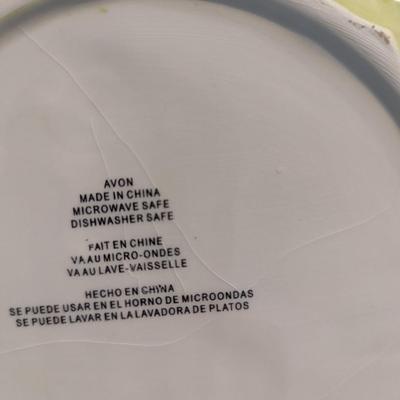 AVON
MADE IN CHINA
MICROWAVE SAFE
DISHWASHER SAFE
FAIT EN CHINE
VA AU MICRO-ONDES
VA AU LAVE-VAISSELLE
HECHO EN CHINA
SE PUEDE USAR EN EL HORNO DE MICROONDAS
SE PUEDE LAVAR EN LA LAVADORA DE PLATOS